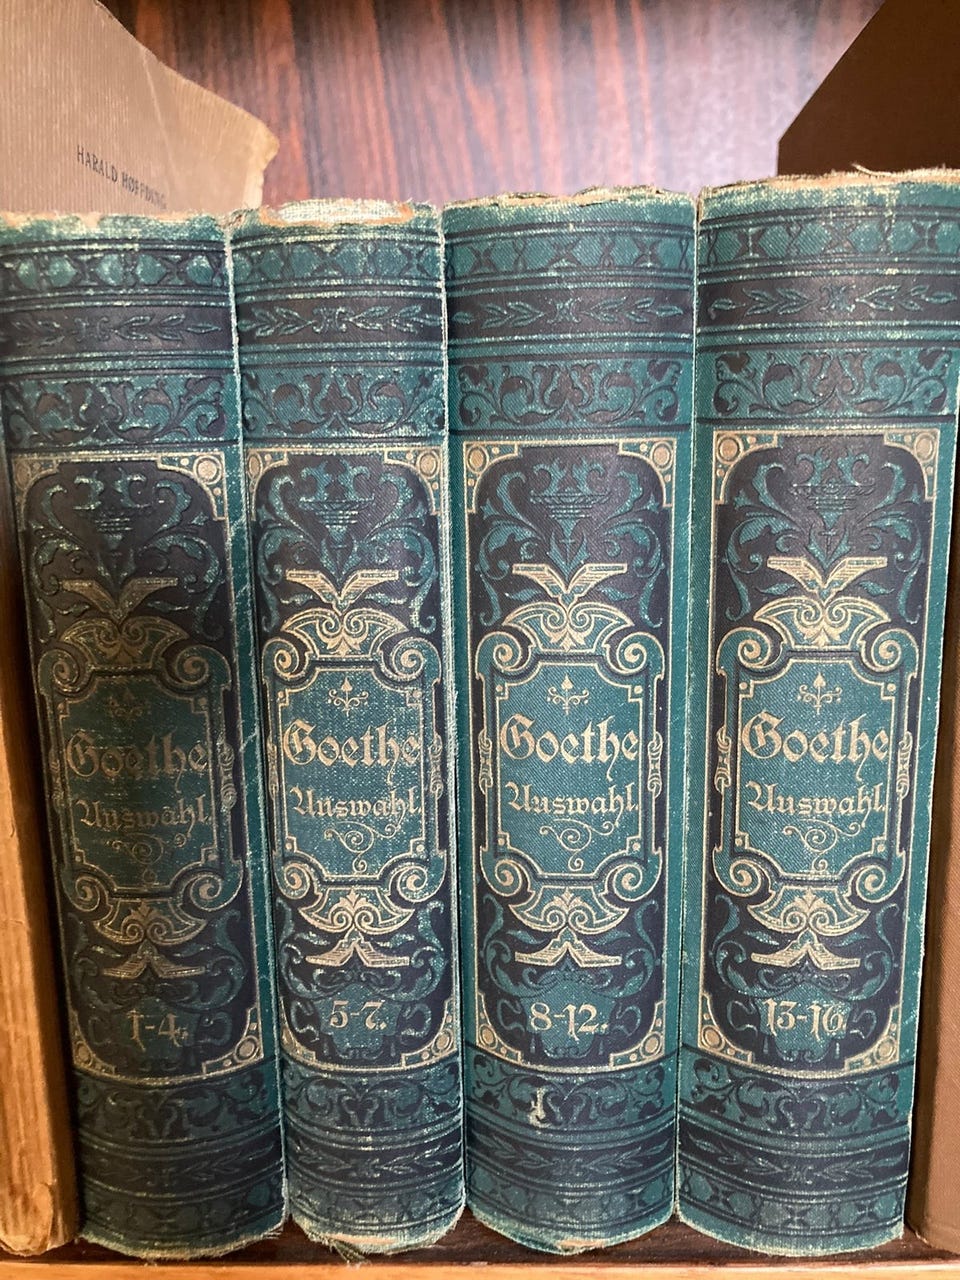 HARALD HØFFDING
Goethe
Auswahl.
1-4.
Goethe
Auswahl.
5-7.
Goethe
Auswahl.
8-12.
Goethe
Auswahl.
13-16.